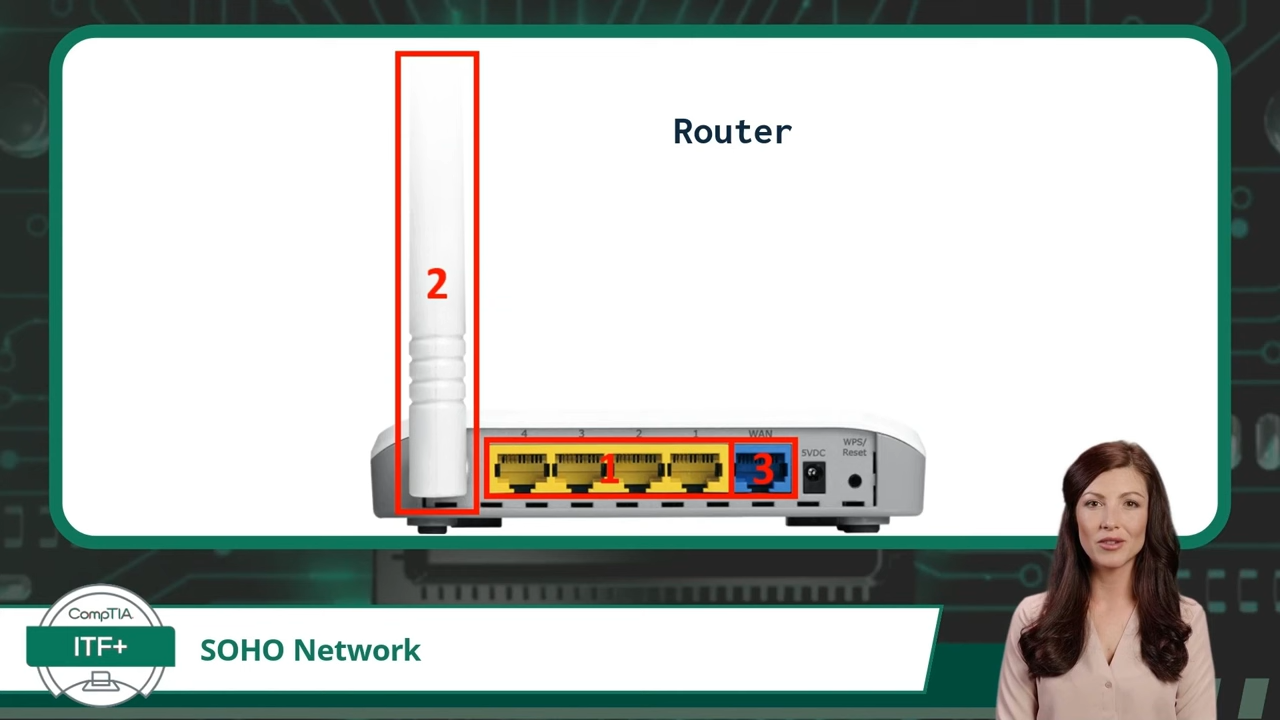 Router
2
4 3 2 1 WAN
5VDC
WPS/
Reset
1 3
CompTIA
ITF+
SOHO Network